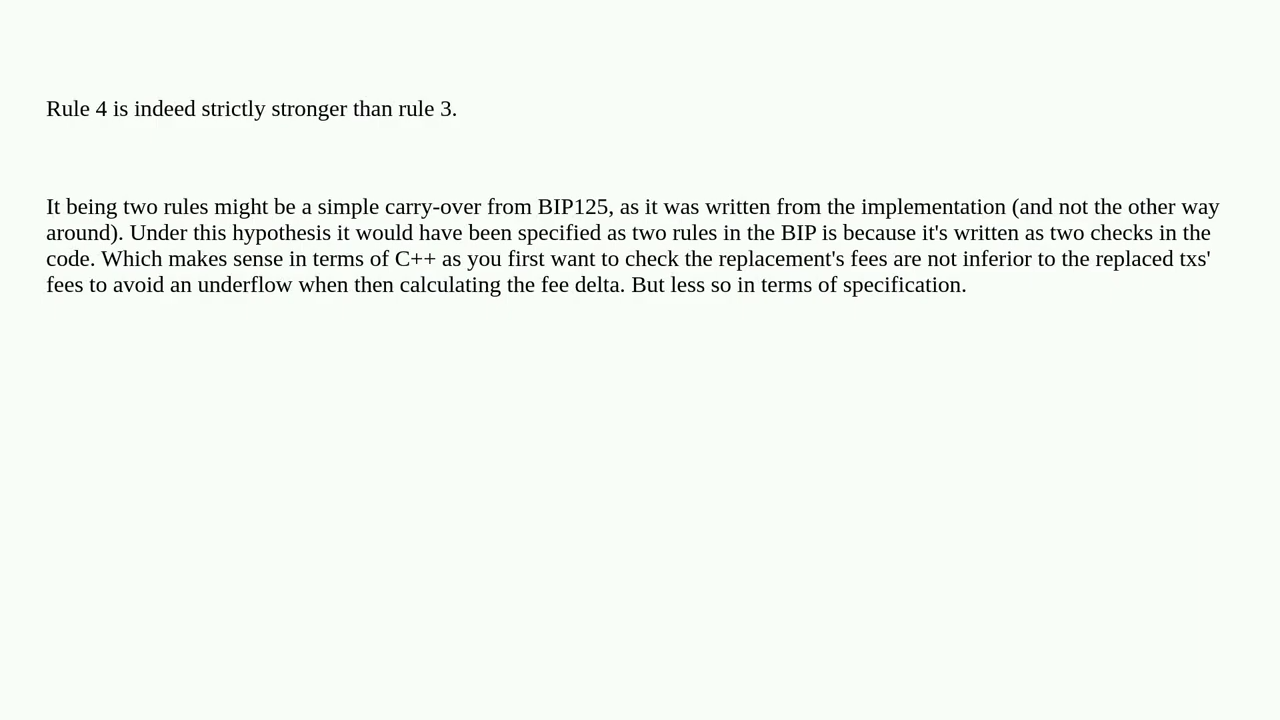 Rule 4 is indeed strictly stronger than rule 3.
It being two rules might be a simple carry-over from BIP125, as it was written from the implementation (and not the other way
around). Under this hypothesis it would have been specified as two rules in the BIP is because it's written as two checks in the
code. Which makes sense in terms of C++ as you first want to check the replacement's fees are not inferior to the replaced txs'
fees to avoid an underflow when then calculating the fee delta. But less so in terms of specification.